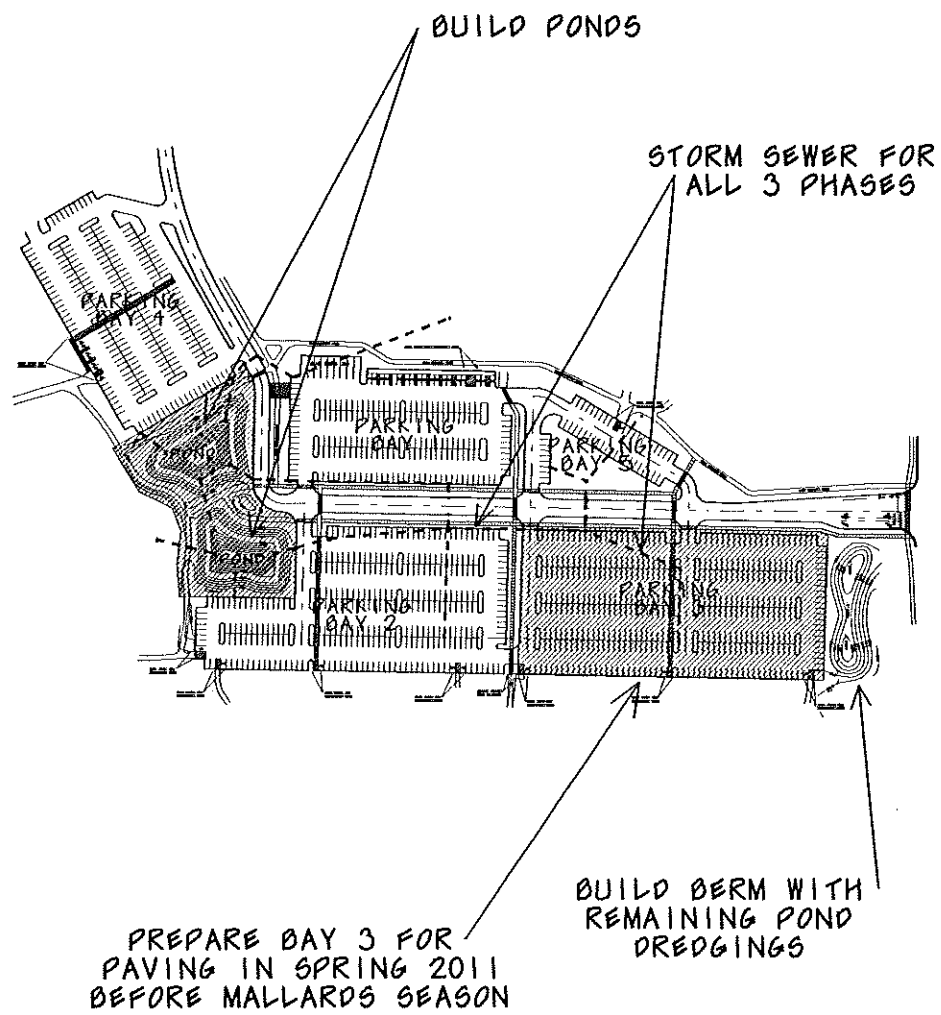 BUILD PONDS
STORM SEWER FOR
ALL 3 PHASES
PARKING
BAY 4
PARKING
BAY 1
PARKING
BAY 5
POND
POND
PARKING
BAY 2
PARKING
BAY 3
BUILD BERM WITH
REMAINING POND
DREDGINGS
PREPARE BAY 3 FOR
PAVING IN SPRING 2011
BEFORE MALLARDS SEASON